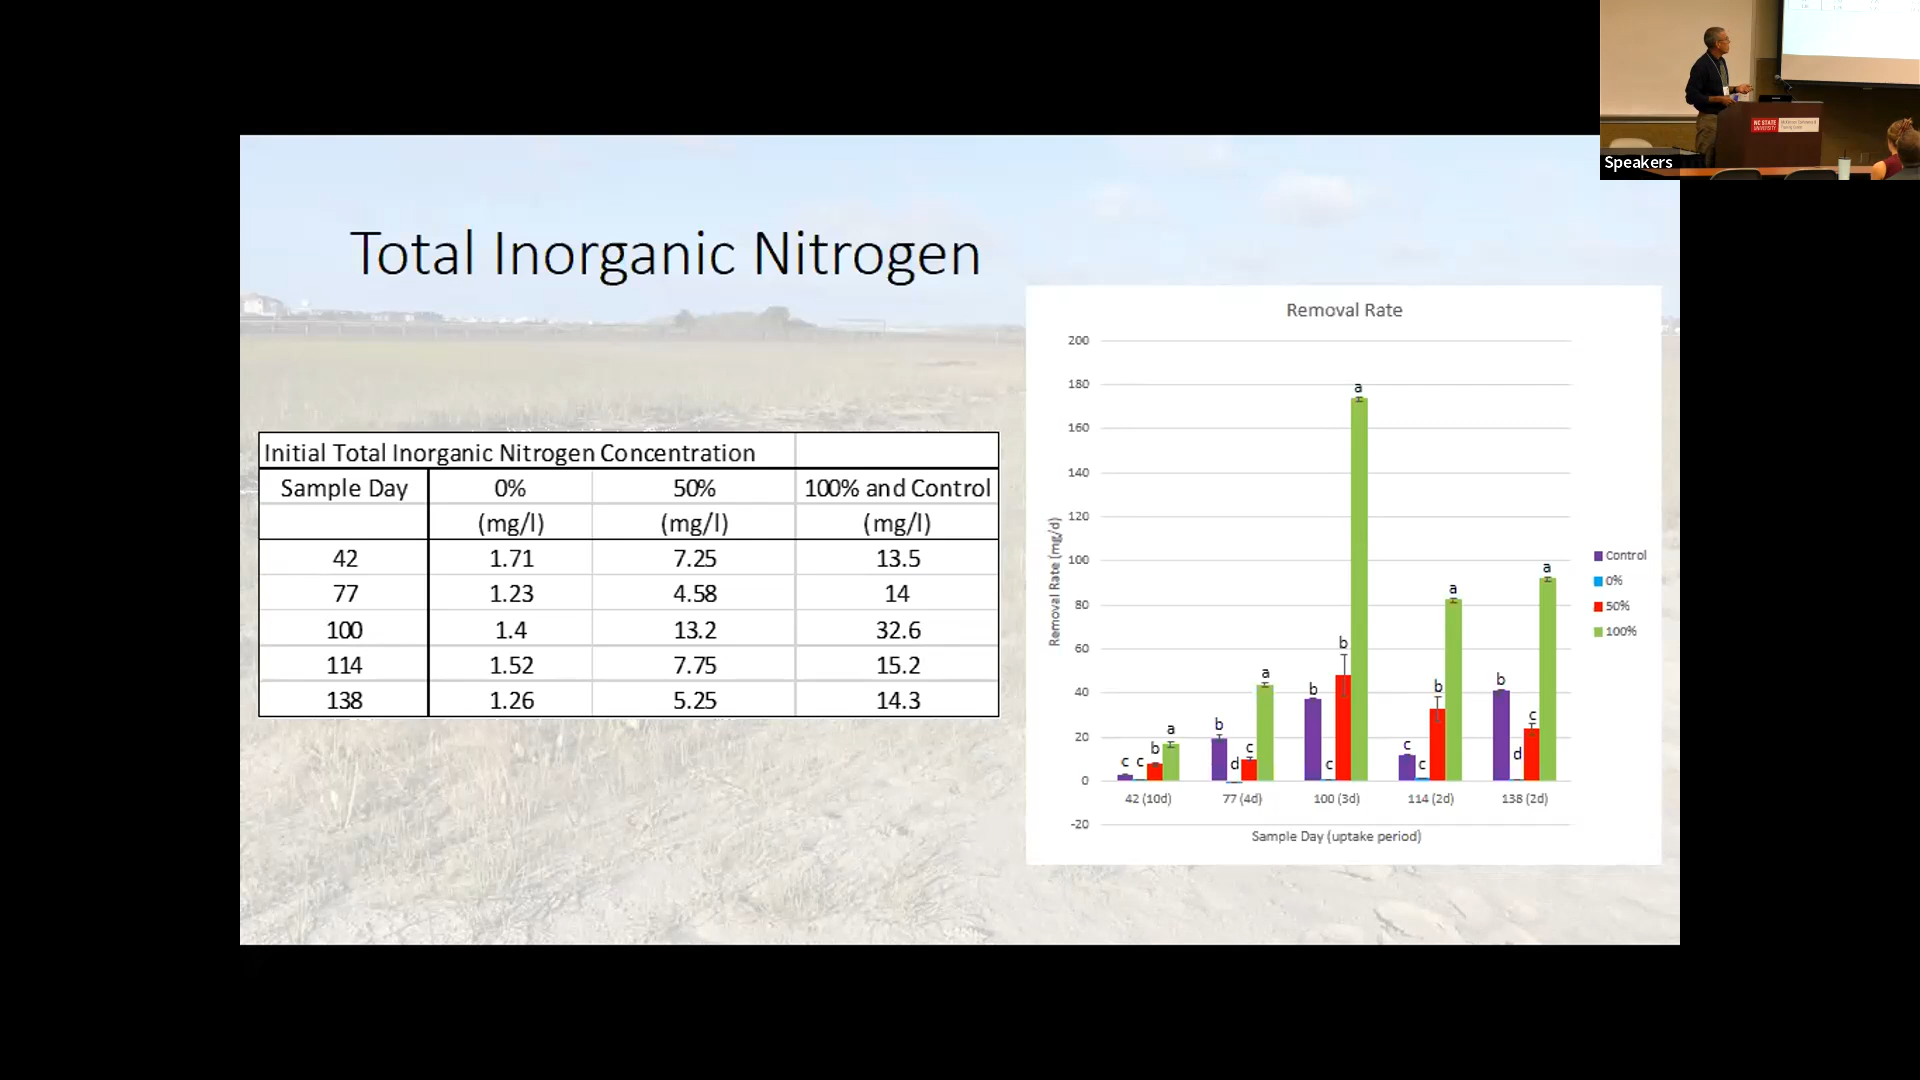 Speakers
NC STATE
UNIVERSITY
Total Inorganic Nitrogen
Initial Total Inorganic Nitrogen Concentration
Sample Day 0% 50% 100% and Control
(mg/l) (mg/l) (mg/l)
42 1.71 7.25 13.5
77 1.23 4.58 14
100 1.4 13.2 32.6
114 1.52 7.75 15.2
138 1.26 5.25 14.3
Removal Rate
200
180
160
140
120
100
80
60
40
20
0
-20
Removal Rate (mg/d)
c c b a
b d c a
b c b a
c c b a
b d c a
42 (10d) 77 (4d) 100 (3d) 114 (2d) 138 (2d)
Sample Day (uptake period)
Control
0%
50%
100%